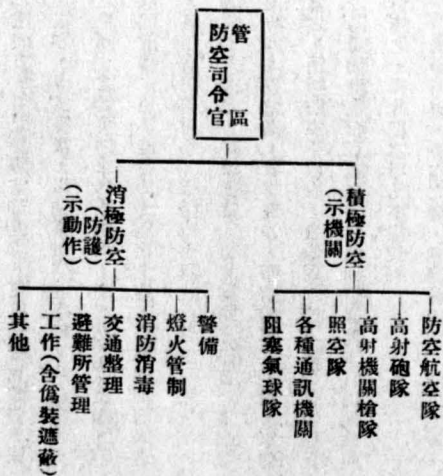 管區
防空司令官
積極防空
(示機關)
防空航空隊
高射砲隊
高射機關槍隊
照空隊
各種通訊機關
阻塞氣球隊
消極防空
(防護)
(示動作)
警備
燈火管制
消防消毒
交通整理
避難所管理
工作(含僞裝遮蔽)
其他